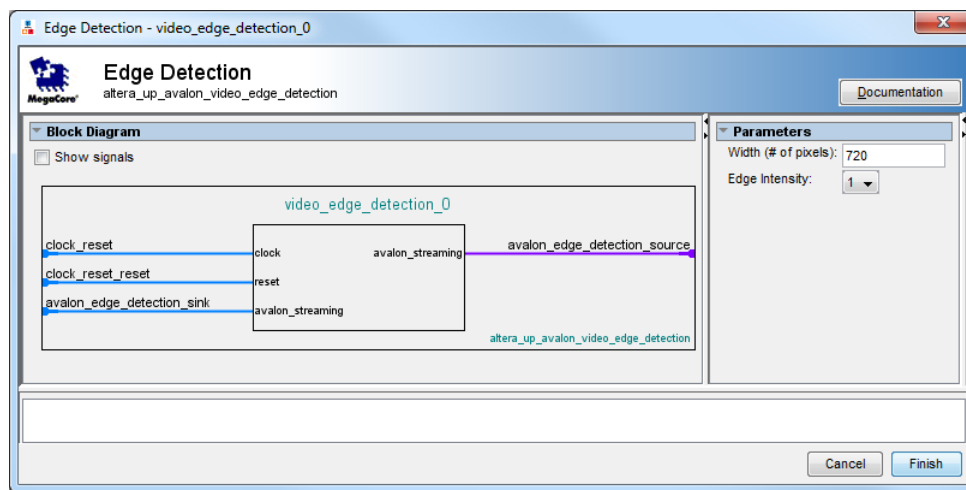 Edge Detection - video_edge_detection_0
Edge Detection
altera_up_avalon_video_edge_detection
MegaCore®
Documentation
Block Diagram
Show signals
video_edge_detection_0
clock_reset
clock
avalon_streaming
avalon_edge_detection_source
clock_reset_reset
reset
avalon_edge_detection_sink
avalon_streaming
altera_up_avalon_video_edge_detection
Parameters
Width (# of pixels): 720
Edge Intensity: 1
Cancel
Finish